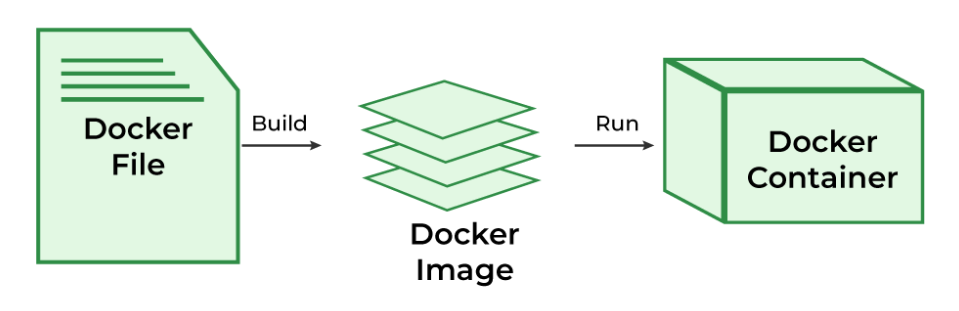 Docker
File
Build
Docker
Image
Run
Docker
Container